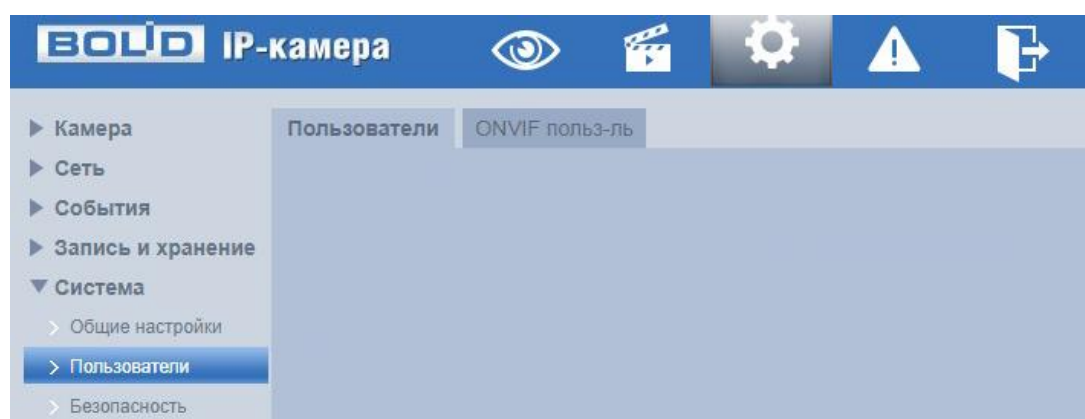 BOLID IP-камера
Камера
Сеть
События
Запись и хранение
Система
Общие настройки
Пользователи
Безопасность
Пользователи
ONVIF польз-ль